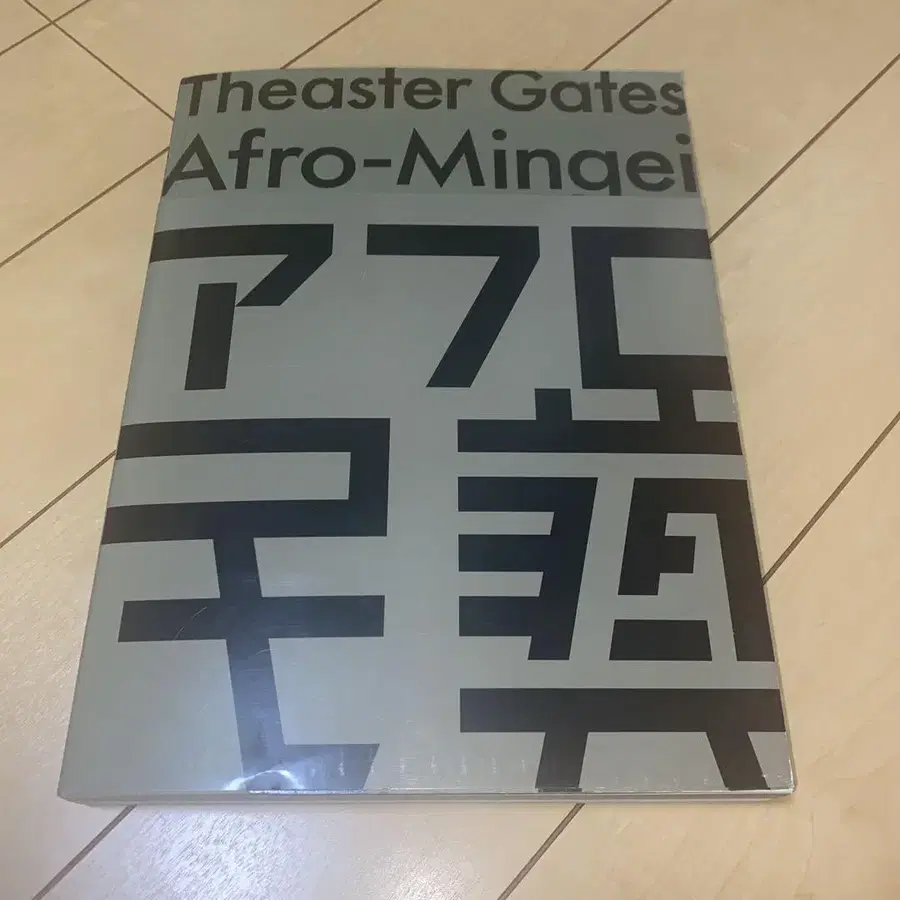 Theaster Gates
Afro-Mingei
アフロ
民藝